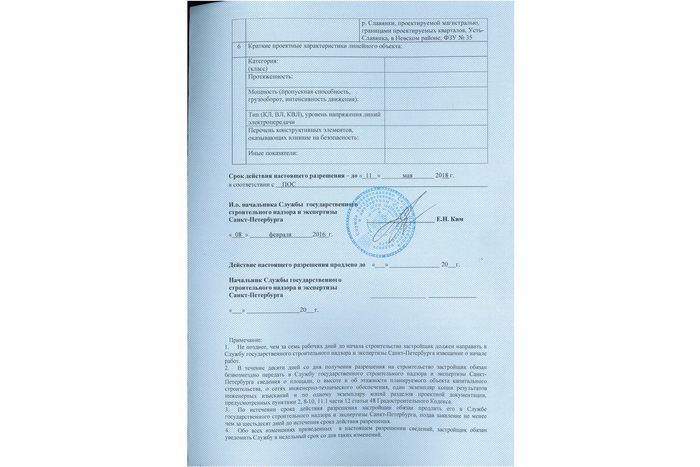 р. Славянки, проектируемой магистралью,
границами проектируемых кварталов, Усть-
Славянка, в Невском районе; ФЗУ № 35
6 Краткие проектные характеристики линейного объекта:
Категория:
(класс)
Протяженность:
Мощность (пропускная способность,
грузооборот, интенсивность движения):
Тип (КЛ, ВЛ, КВЛ), уровень напряжения линий
электропередачи
Перечень конструктивных элементов,
оказывающих влияние на безопасность:
Иные показатели:
Срок действия настоящего разрешения – до « 11 » мая 2018 г.
в соответствии с ПОС
И.о. начальника Службы государственного
строительного надзора и экспертизы
Санкт-Петербурга Е.Н. Ким
« 08 » февраля 2016 г.
Действие настоящего разрешения продлено до «___» ______________ 20___г.
Начальник Службы государственного
строительного надзора и экспертизы
Санкт-Петербурга
«___» ________________20___г.
Примечание:
1. Не позднее, чем за семь рабочих дней до начала строительства застройщик должен направить в
Службу государственного строительного надзора и экспертизы Санкт-Петербурга извещение о начале
работ.
2. В течение десяти дней со дня получения разрешения на строительство застройщик обязан
безвозмездно передать в Службу государственного строительного надзора и экспертизы Санкт-
Петербурга сведения о площади, о высоте и об этажности планируемого объекта капитального
строительства, о сетях инженерно-технического обеспечения, один экземпляр копии результатов
инженерных изысканий и по одному экземпляру копий разделов проектной документации,
предусмотренных пунктами 2, 8-10, 11.1 части 12 статьи 48 Градостроительного Кодекса.
3. По истечении срока действия разрешения застройщик обязан продлить его в Службе
государственного строительного надзора и экспертизы Санкт-Петербурга, подав заявление не менее
чем за шестьдесят дней до истечения срока действия разрешения.
4. Обо всех изменениях приведенных в настоящем разрешении сведений, застройщик обязан
уведомить Службу в недельный срок со дня таких изменений.